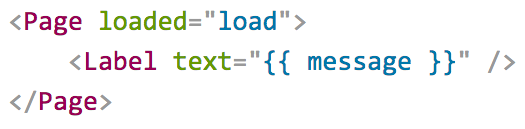 <Page loaded="load">
    <Label text="{{ message }}" />
</Page>